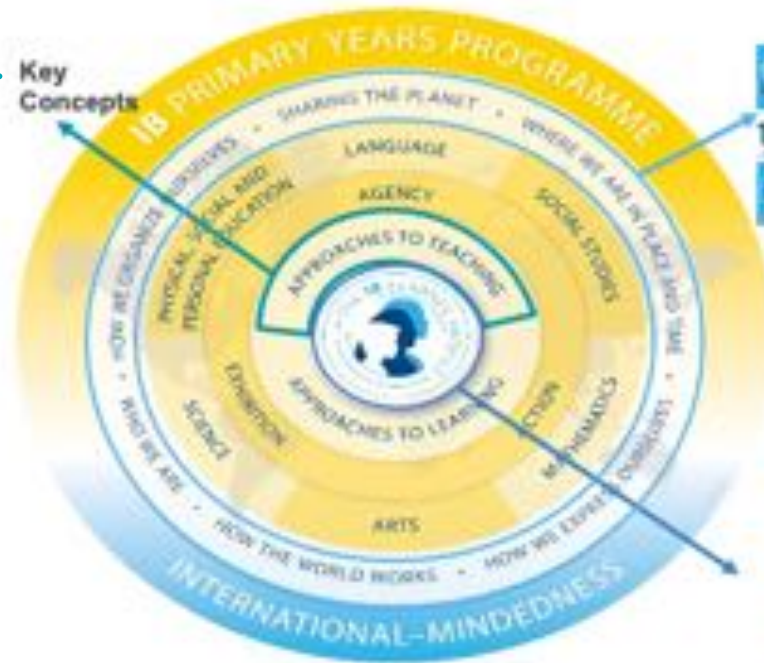 Key
Concepts
IB PRIMARY YEARS PROGRAMME
HOW WE ORGANIZE OURSELVES • SHARING THE PLANET • WHERE WE ARE IN PLACE AND TIME •
LANGUAGE
PHYSICAL, SOCIAL AND
PERSONAL EDUCATION
SOCIAL STUDIES
AGENCY
APPROACHES TO TEACHING
APPROACHES TO LEARNING
EXHIBITION
SCIENCE
MATHEMATICS
ARTS
WHO WE ARE • HOW THE WORLD WORKS • HOW WE EXPRESS OURSELVES
INTERNATIONAL-MINDEDNESS